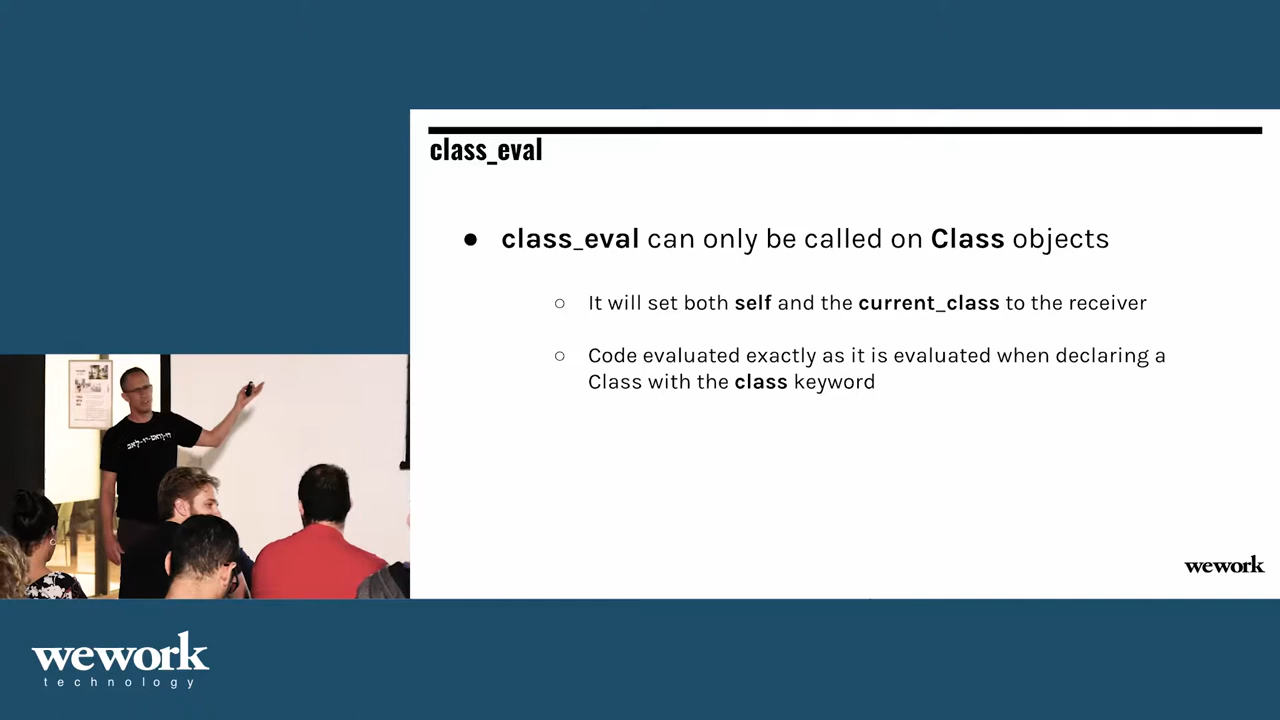 class_eval
● class_eval can only be called on Class objects
○ It will set both self and the current_class to the receiver
○ Code evaluated exactly as it is evaluated when declaring a
Class with the class keyword
wework
wework
technology